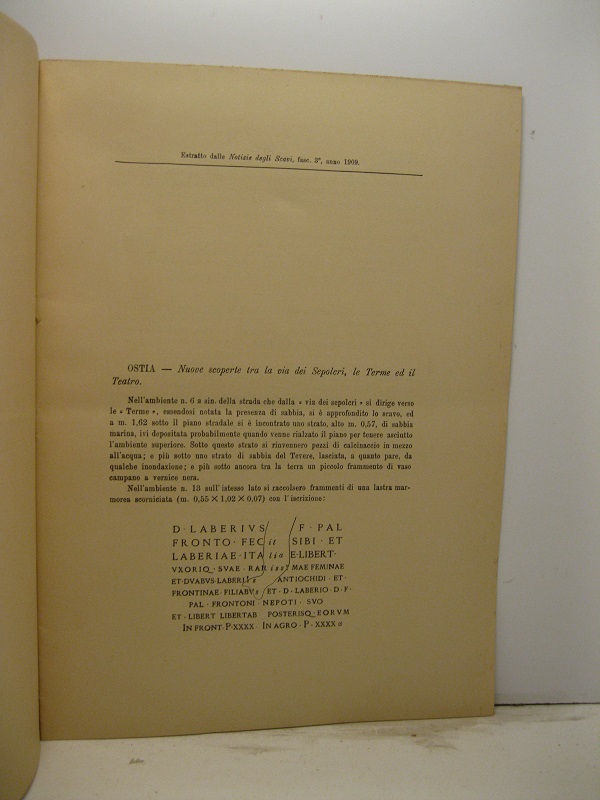 Estratto dalle Notizie degli Scavi, fasc. 3°, anno 1909.
OSTIA — Nuove scoperte tra la via dei Sepolcri, le Terme ed il
Teatro.
Nell'ambiente n. 6 a sin. della strada che dalla « via dei sepolcri » si dirige verso
le « Terme », essendosi notata la presenza di sabbia, si è approfondito lo scavo, ed
a m. 1,62 sotto il piano stradale si è incontrato uno strato, alto m. 0,57, di sabbia
marina, ivi depositata probabilmente quando venne rialzato il piano per tenere asciutto
l'ambiente superiore. Sotto questo strato si rinvennero pezzi di calcinaccio in mezzo
all'acqua; e più sotto uno strato di sabbia del Tevere, lasciata, a quanto pare, da
qualche inondazione; e più sotto ancora tra la terra un piccolo frammento di vaso
campano a vernice nera.
Nell'ambiente n. 13 sull'istesso lato si raccolsero frammenti di una lastra mar-
morea scorniciata (m. 0,55 × 1,02 × 0,07) con l'iscrizione:
D · LABERIVS F · PAL
FRONTO · FECit SIBI · ET
LABERIAE · ITAlia E · LIBERT ·
VXORIQ · SVAE · RARissi MAE FEMINAE
ET · DVABVS · LABERIis ANTIOCHIDI · ET ·
FRONTINAE · FILIABVs ET · D · LABERIO D · F ·
PAL · FRONTONI · NEPOTI · SVO
ET · LIBERT LIBERTAB POSTERISQ · EORVM
IN FRONT · P · XXXX · IN AGRO · P · XXXX